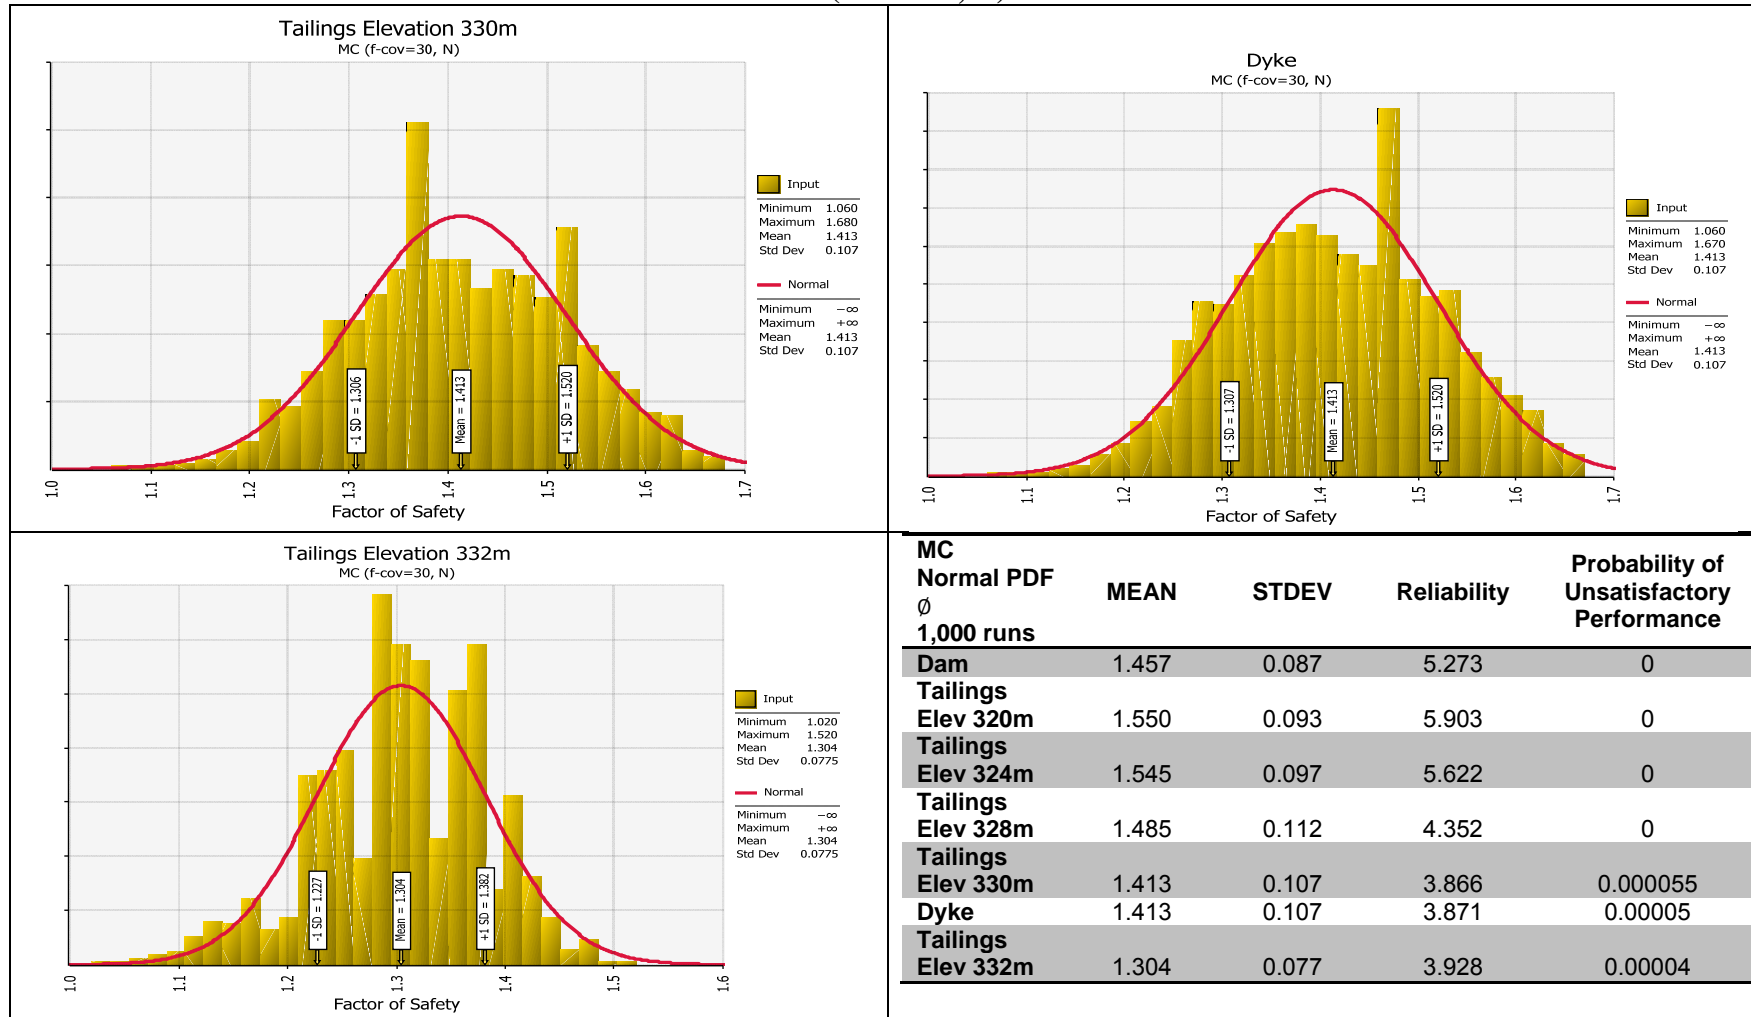 Tailings Elevation 330m
MC (f-cov=30, N)
Input
Minimum 1.060
Maximum 1.680
Mean 1.413
Std Dev 0.107
Normal
Minimum −∞
Maximum +∞
Mean 1.413
Std Dev 0.107
-1 SD = 1.306
Mean = 1.413
+1 SD = 1.520
1.0 1.1 1.2 1.3 1.4 1.5 1.6 1.7
Factor of Safety
Dyke
MC (f-cov=30, N)
Input
Minimum 1.060
Maximum 1.670
Mean 1.413
Std Dev 0.107
Normal
Minimum −∞
Maximum +∞
Mean 1.413
Std Dev 0.107
-1 SD = 1.307
Mean = 1.413
+1 SD = 1.520
1.0 1.1 1.2 1.3 1.4 1.5 1.6 1.7
Factor of Safety
Tailings Elevation 332m
MC (f-cov=30, N)
Input
Minimum 1.020
Maximum 1.520
Mean 1.304
Std Dev 0.0775
Normal
Minimum −∞
Maximum +∞
Mean 1.304
Std Dev 0.0775
-1 SD = 1.227
Mean = 1.304
+1 SD = 1.382
1.0 1.1 1.2 1.3 1.4 1.5 1.6
Factor of Safety
MC
Normal PDF
∅
1,000 runs
MEAN STDEV Reliability
Probability of
Unsatisfactory
Performance
Dam 1.457 0.087 5.273 0
Tailings
Elev 320m 1.550 0.093 5.903 0
Tailings
Elev 324m 1.545 0.097 5.622 0
Tailings
Elev 328m 1.485 0.112 4.352 0
Tailings
Elev 330m 1.413 0.107 3.866 0.000055
Dyke 1.413 0.107 3.871 0.00005
Tailings
Elev 332m 1.304 0.077 3.928 0.00004